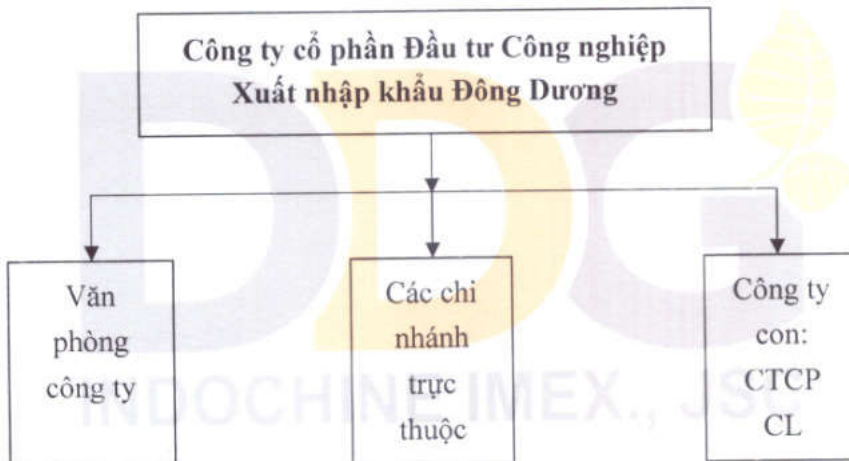 Công ty cổ phần Đầu tư Công nghiệp
Xuất nhập khẩu Đông Dương
Văn
phòng
công ty
Các chi
nhánh
trực
thuộc
Công ty
con:
CTCP
CL
DDG
INDOCHINE IMEX., JSC